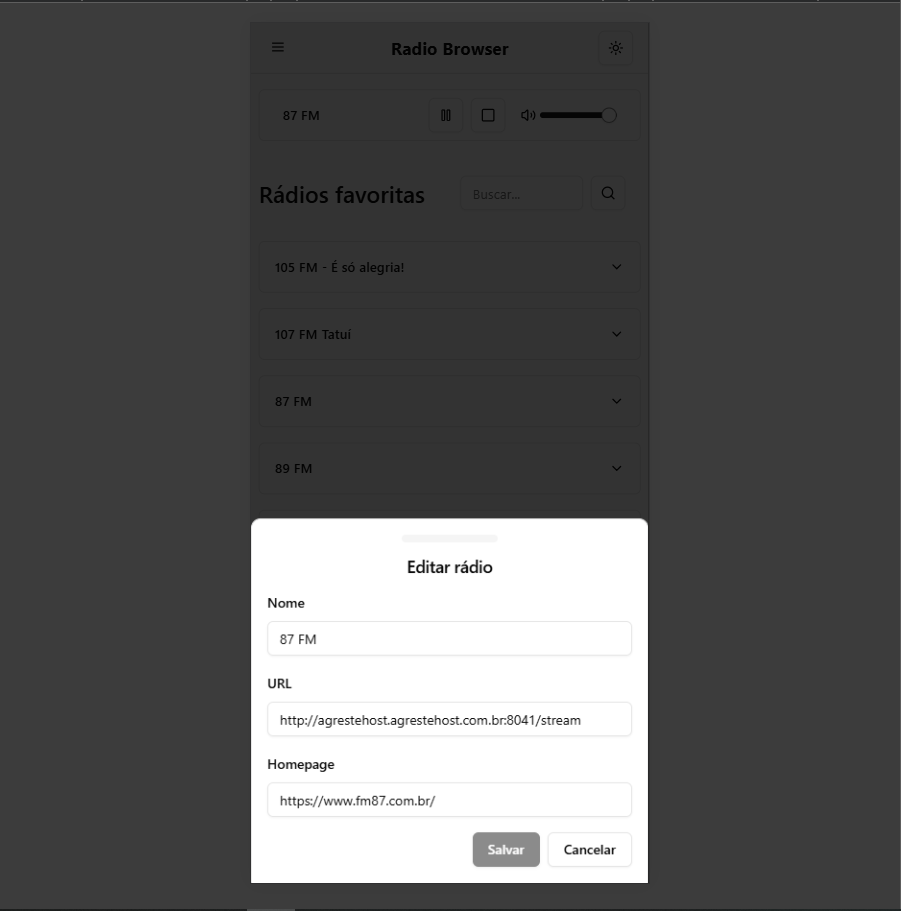 Radio Browser
87 FM
Rádios favoritas
Buscar...
105 FM - É só alegria!
107 FM Tatuí
87 FM
89 FM
Editar rádio
Nome
87 FM
URL
http://agrestehost.agrestehost.com.br:8041/stream
Homepage
https://www.fm87.com.br/
Salvar Cancelar